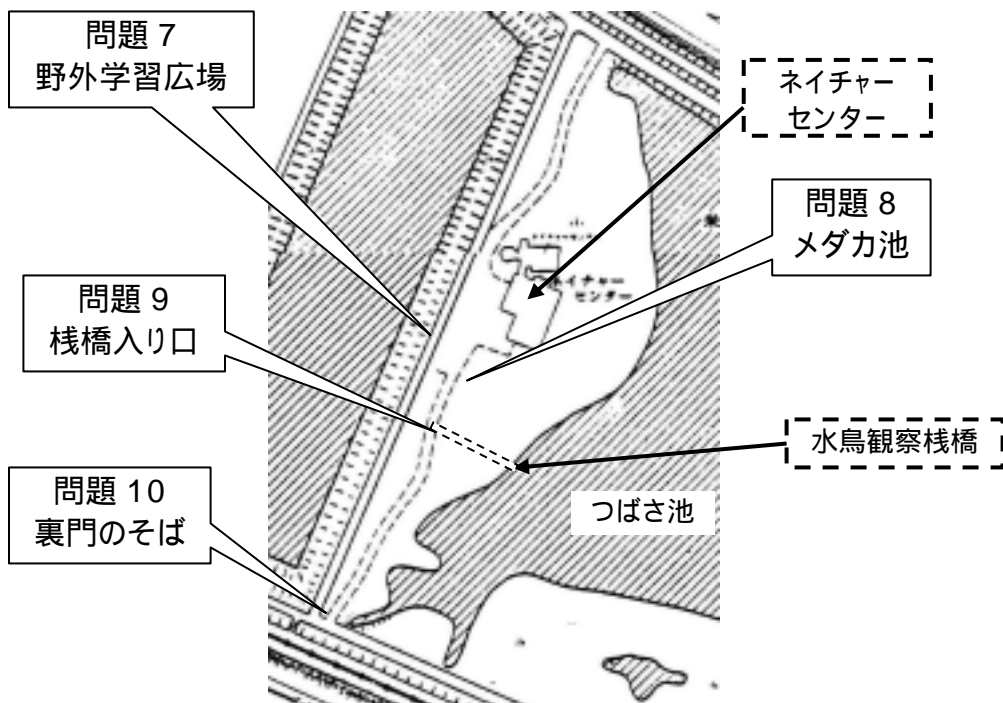 問題 7
野外学習広場
ネイチャー
センター
問題 8
メダカ池
ネイチャー
センター
問題 9
桟橋入り口
水鳥観察桟橋
つばさ池
問題 10
裏門のそば